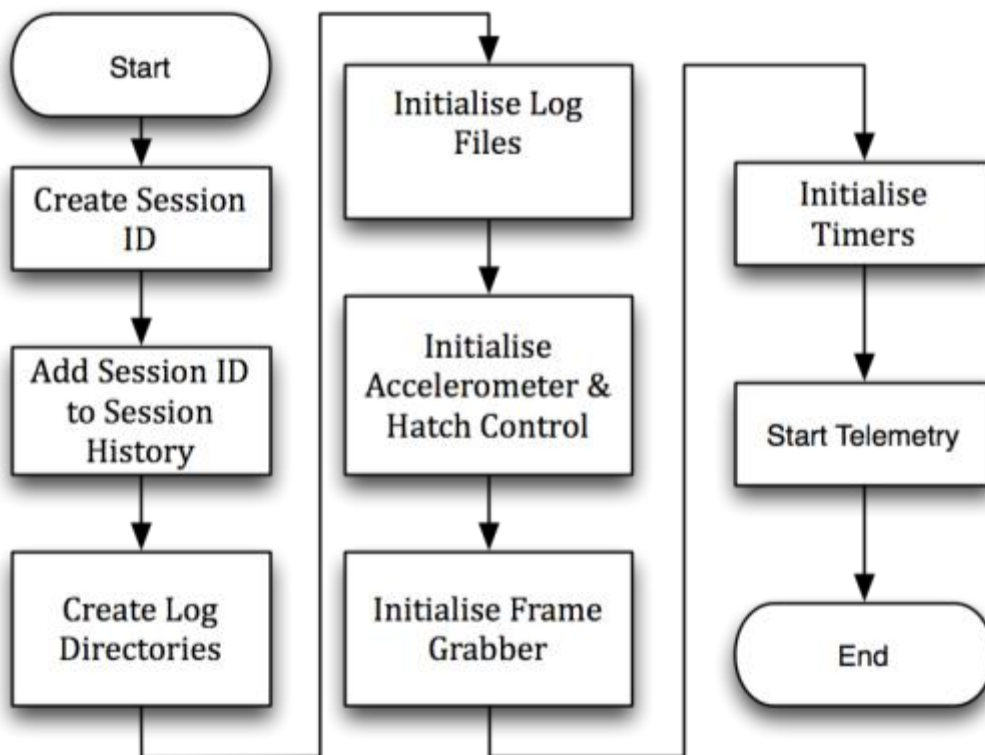 Start
Create Session
ID
Add Session ID
to Session
History
Create Log
Directories
Initialise Log
Files
Initialise
Accelerometer &
Hatch Control
Initialise Frame
Grabber
Initialise
Timers
Start Telemetry
End